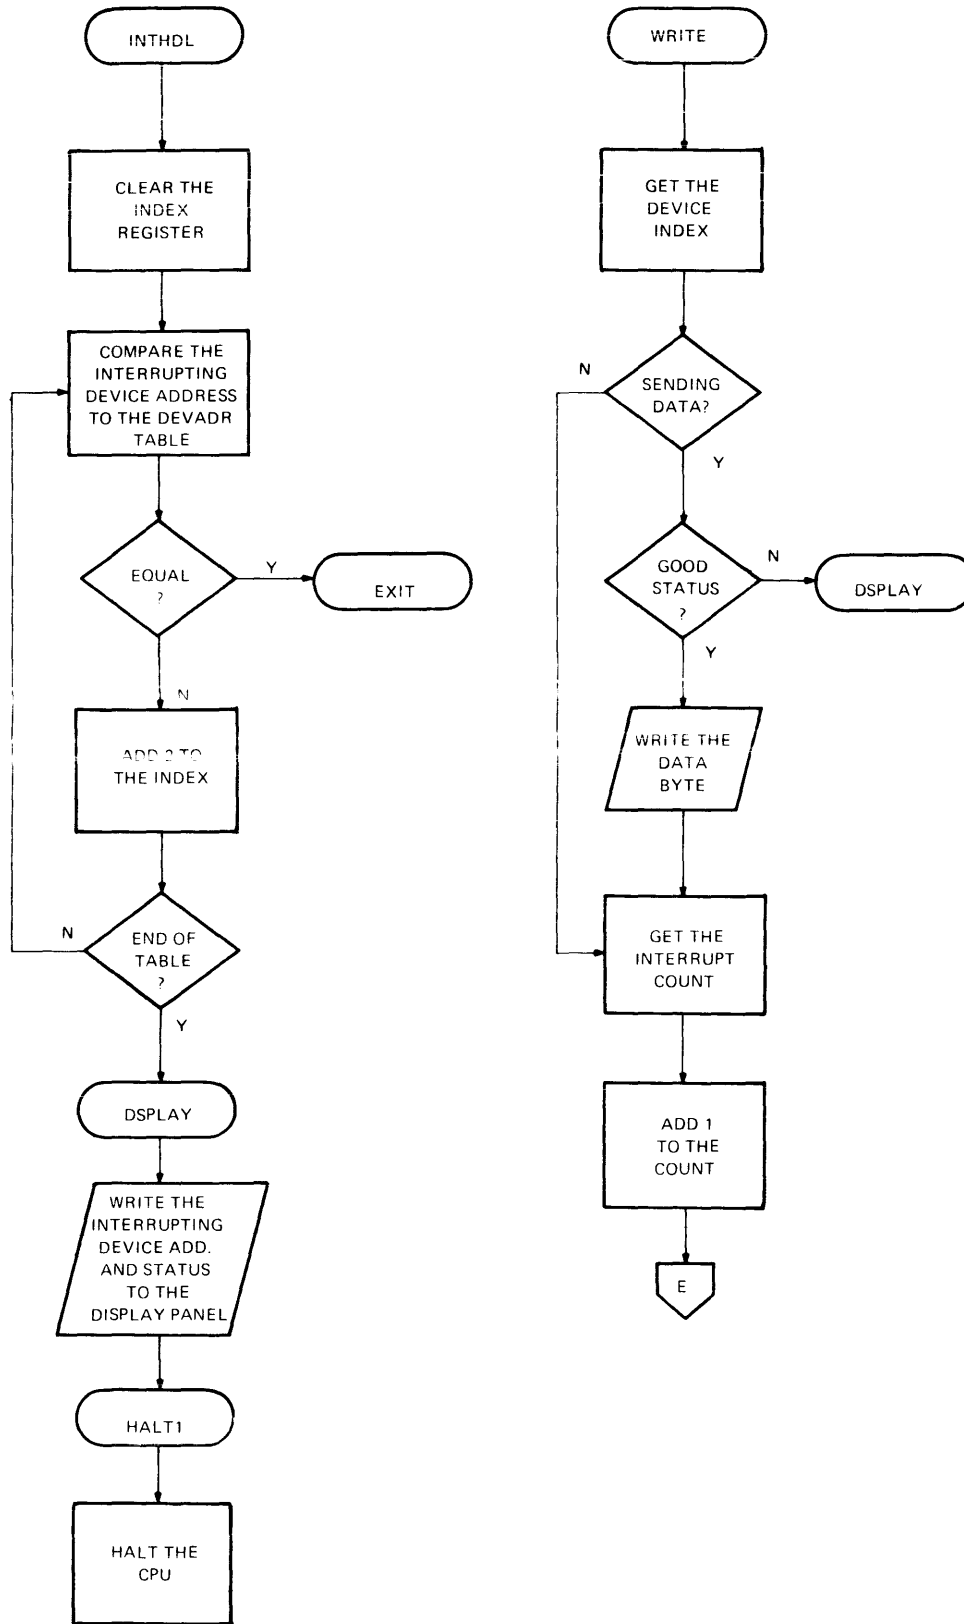 INTHDL
CLEAR THE
INDEX
REGISTER
COMPARE THE
INTERRUPTING
DEVICE ADDRESS
TO THE DEVADR
TABLE
EQUAL
?
Y
EXIT
N
ADD 2 TO
THE INDEX
N
END OF
TABLE
?
Y
DSPLAY
WRITE THE
INTERRUPTING
DEVICE ADD.
AND STATUS
TO THE
DISPLAY PANEL
HALT1
HALT THE
CPU
WRITE
GET THE
DEVICE
INDEX
N
SENDING
DATA?
Y
GOOD
STATUS
?
N
DSPLAY
Y
WRITE THE
DATA
BYTE
GET THE
INTERRUPT
COUNT
ADD 1
TO THE
COUNT
E